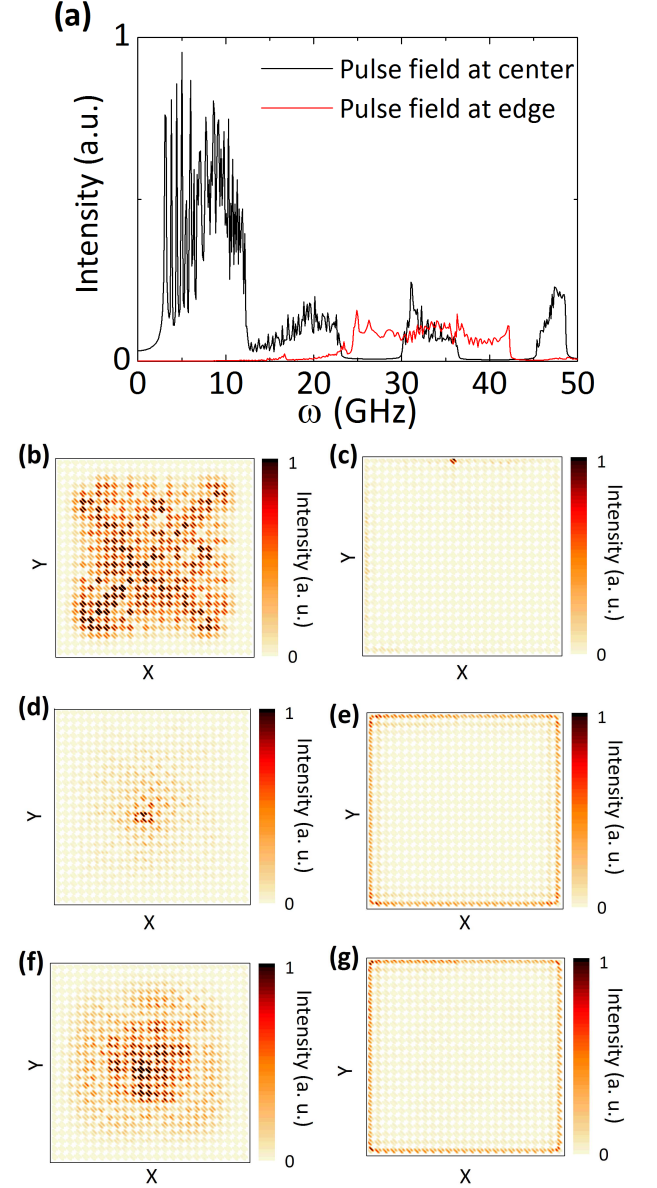 (a)
1
Pulse field at center
Pulse field at edge
Intensity (a.u.)
0
0 10 20 30 40 50
ω (GHz)
(b)
1
Intensity (a. u.)
Y
0
X
(c)
1
Intensity (a. u.)
Y
0
X
(d)
1
Intensity (a. u.)
Y
0
X
(e)
1
Intensity (a. u.)
Y
0
X
(f)
1
Intensity (a. u.)
Y
0
X
(g)
1
Intensity (a. u.)
Y
0
X